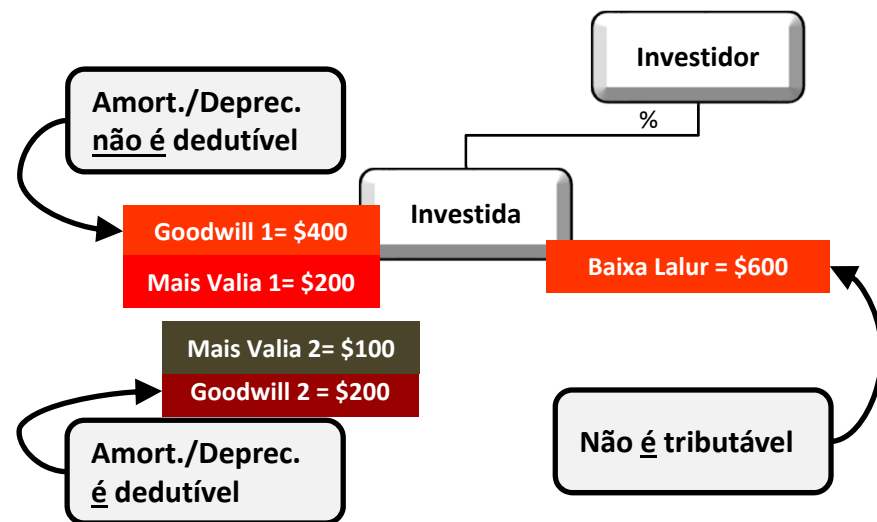 Investidor
Amort./Deprec.
não é dedutível
%
Investida
Goodwill 1= $400
Mais Valia 1= $200
Baixa Lalur = $600
Mais Valia 2= $100
Goodwill 2 = $200
Amort./Deprec.
é dedutível
Não é tributável